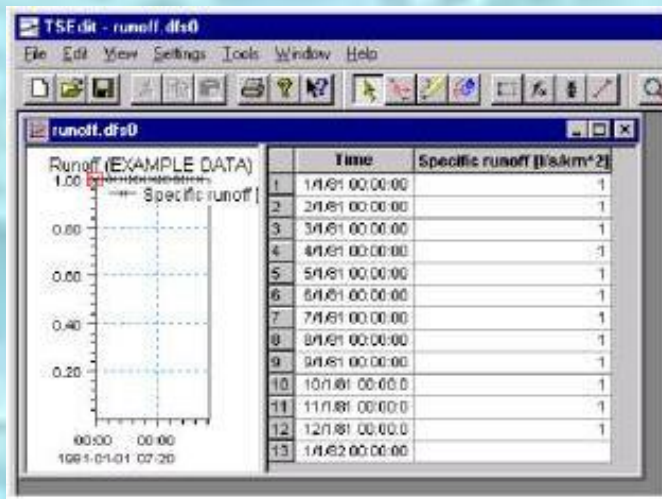 TSEdit - runoff.dfs0
File Edit View Settings Tools Window Help
runoff.dfs0
Runoff (EXAMPLE DATA)
Specific runoff [
1.00
0.80
0.60
0.40
0.20
00:00 00:00
1981-01-01 07-20
Time Specific runoff [l/s/km^2]
1 1/1/81 00:00:00 1
2 2/1/81 00:00:00 1
3 3/1/81 00:00:00 1
4 4/1/81 00:00:00 1
5 5/1/81 00:00:00 1
6 6/1/81 00:00:00 1
7 7/1/81 00:00:00 1
8 8/1/81 00:00:00 1
9 9/1/81 00:00:00 1
10 10/1/81 00:00:0 1
11 11/1/81 00:00:0 1
12 12/1/81 00:00:0 1
13 1/1/82 00:00:00